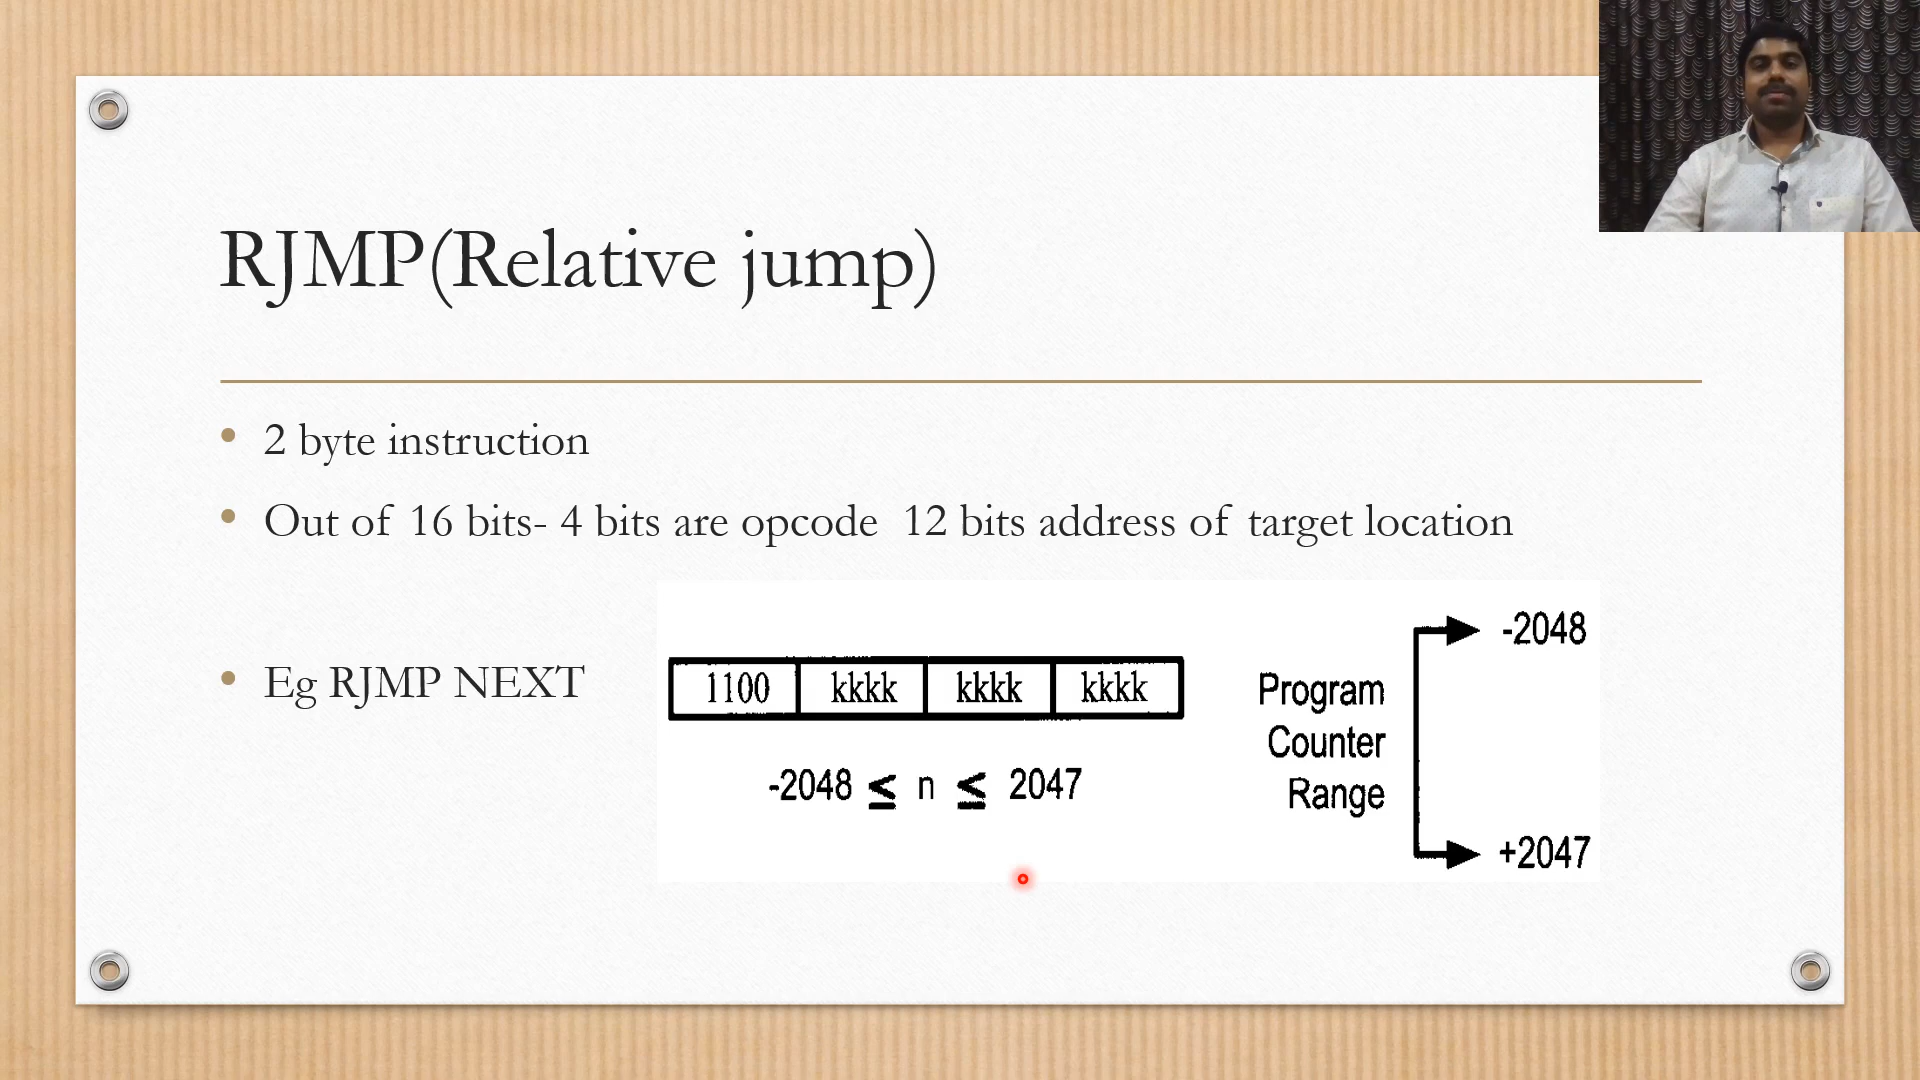 RJMP(Relative jump)
2 byte instruction
Out of 16 bits- 4 bits are opcode 12 bits address of target location
Eg RJMP NEXT
1100 kkkk kkkk kkkk
-2048 ≤ n ≤ 2047
Program
Counter
Range
-2048
+2047